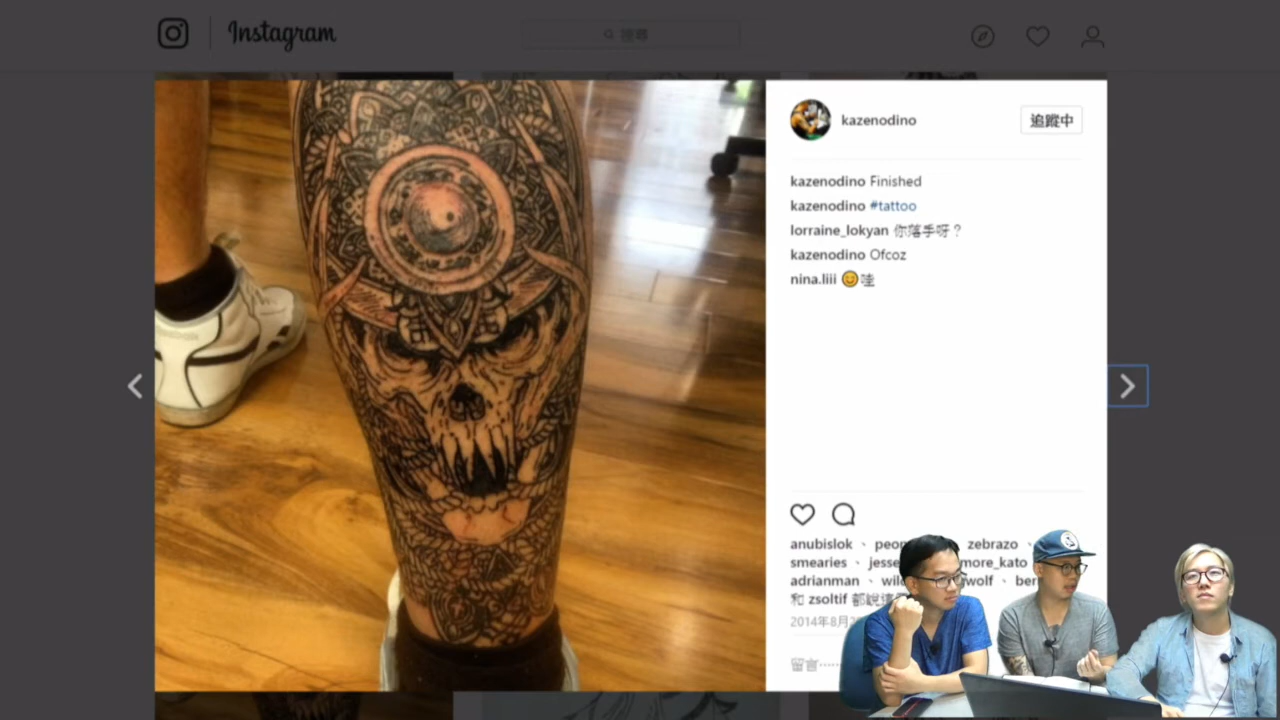 Instagram
搜尋
kazenodino
追蹤中
kazenodino Finished
kazenodino #tattoo
lorraine_lokyan 你落手呀？
kazenodino Ofcoz
nina.liii 😊哇
anubislok 、 zebrazo 、
smearies 、 more_kato
adrianman 、
和 zsoltif 都說
2014年8月
留言······